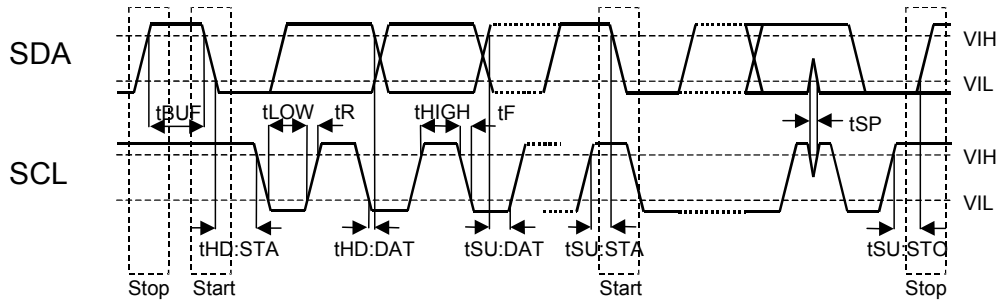 SDA
VIH
VIL
tBUF
tLOW
tR
tHIGH
tF
tSP
SCL
VIH
VIL
tHD:STA
tHD:DAT
tSU:DAT
tSU:STA
tSU:STO
Stop
Start
Start
Stop